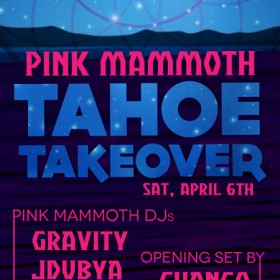 PINK MAMMOTH
TAHOE
TAKEOVER
SAT, APRIL 6TH
PINK MAMMOTH DJs
GRAVITY
JDUBYA
OPENING SET BY